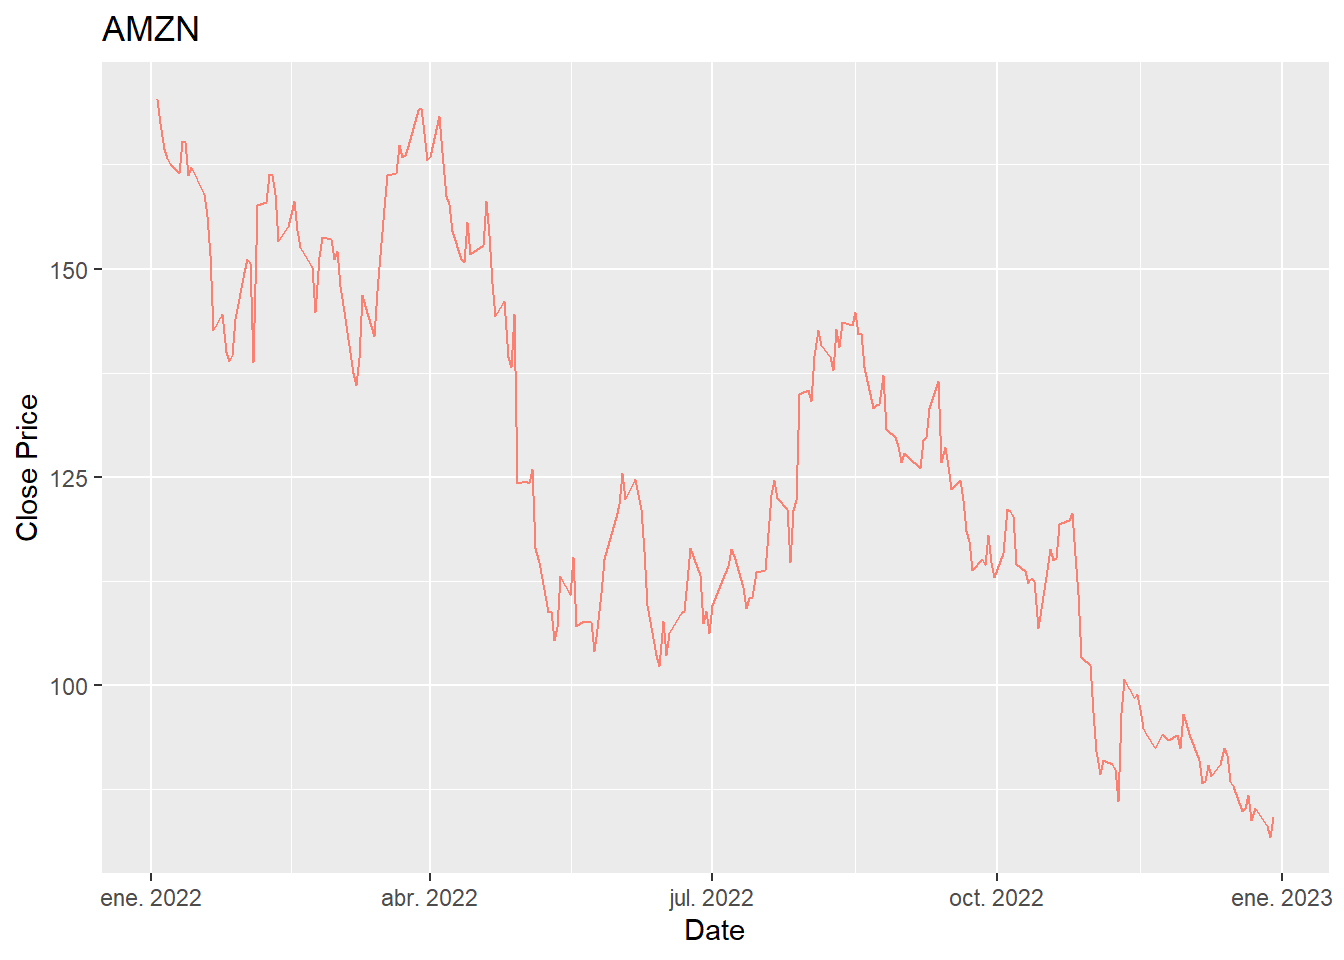 AMZN
Close Price
150
125
100
ene. 2022
abr. 2022
jul. 2022
oct. 2022
ene. 2023
Date